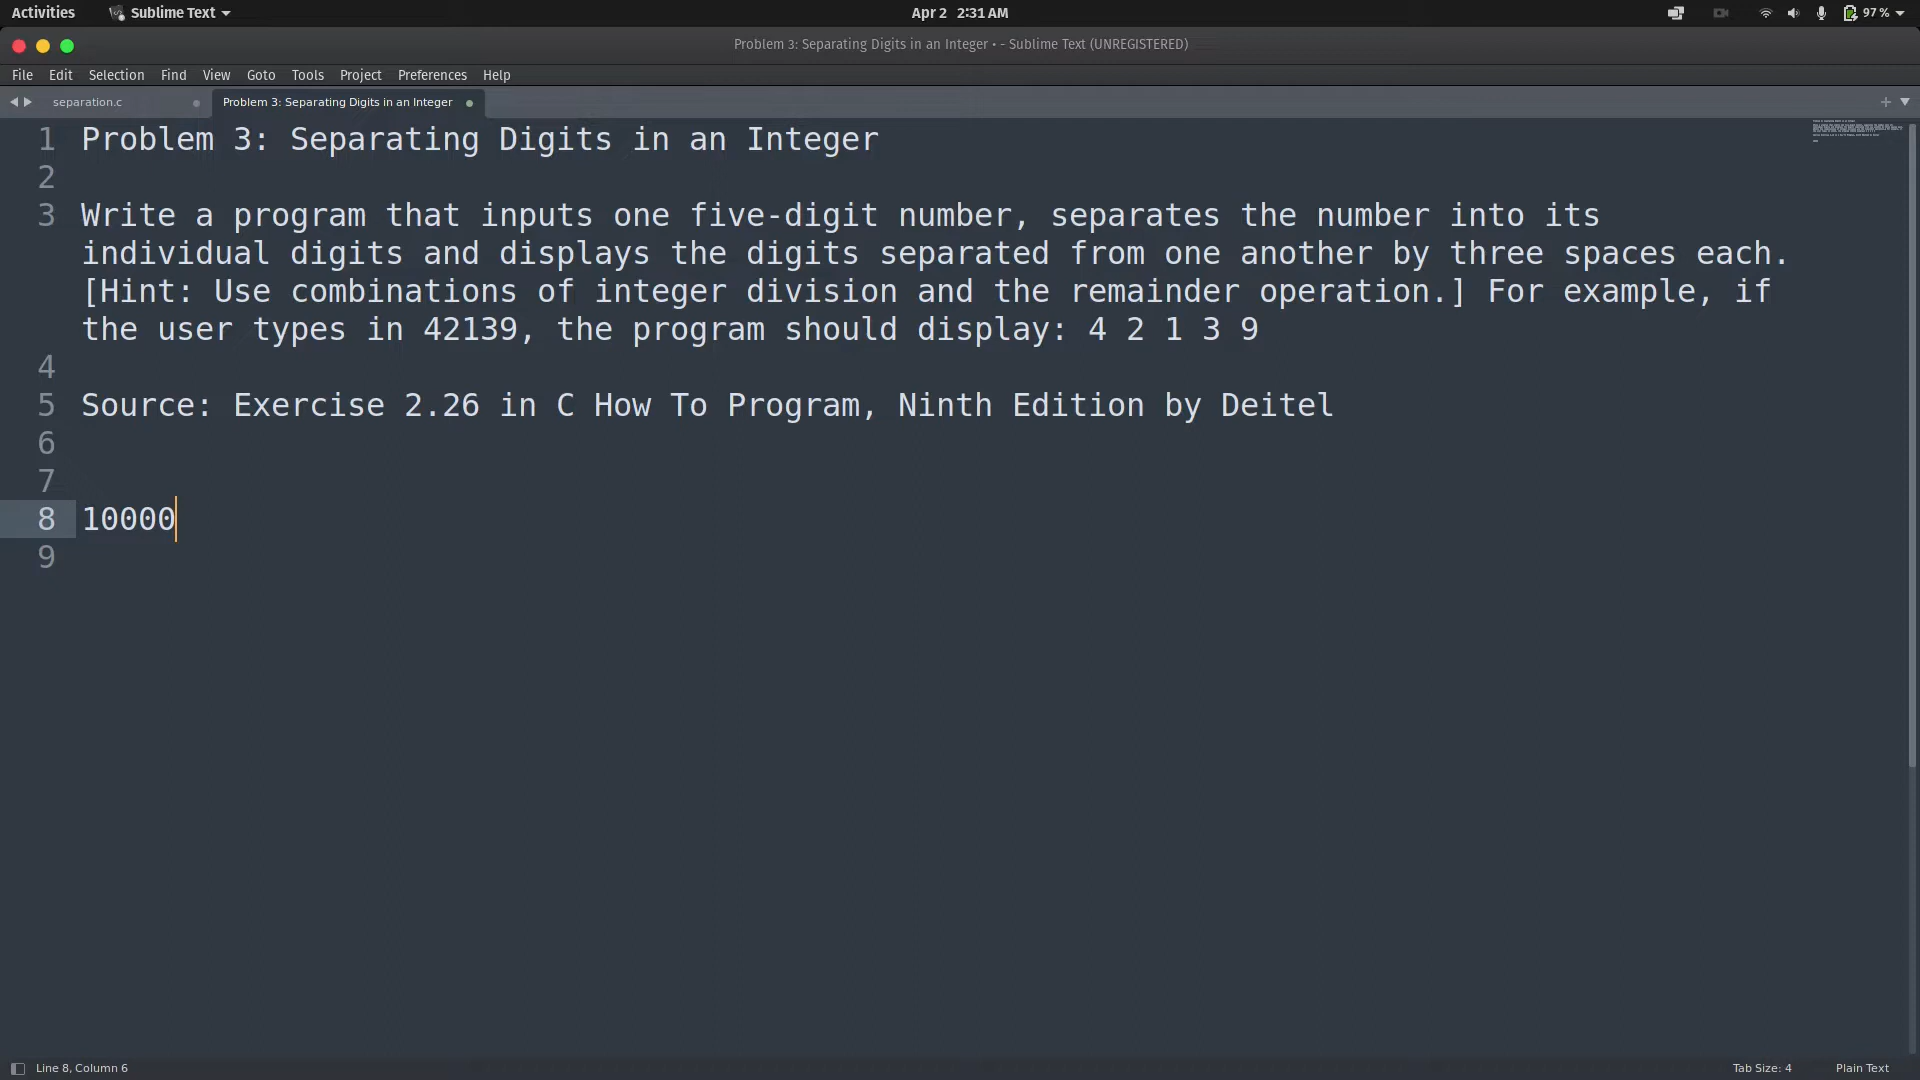 Activities Sublime Text Apr 2 2:31 AM 97 %
Problem 3: Separating Digits in an Integer • - Sublime Text (UNREGISTERED)
File Edit Selection Find View Goto Tools Project Preferences Help
separation.c Problem 3: Separating Digits in an Integer
1 Problem 3: Separating Digits in an Integer
2
3 Write a program that inputs one five-digit number, separates the number into its
individual digits and displays the digits separated from one another by three spaces each.
[Hint: Use combinations of integer division and the remainder operation.] For example, if
the user types in 42139, the program should display: 4 2 1 3 9
4
5 Source: Exercise 2.26 in C How To Program, Ninth Edition by Deitel
6
7
8 10000
9
Line 8, Column 6 Tab Size: 4 Plain Text